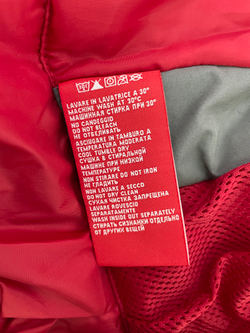 LAVARE IN LAVATRICE A 30°
MACHINE WASH AT 30°C
МАШИННАЯ СТИРКА ПРИ 30°
NO CANDEGGIO
DO NOT BLEACH
НЕ ОТБЕЛИВАТЬ
ASCIUGARE IN TAMBURO A
TEMPERATURA MODERATA
COOL TUMBLE DRY
СУШКА В СТИРАЛЬНОЙ
МАШИНЕ ПРИ НИЗКОЙ
TEMPERATURE
NON STIRARE DO NOT IRON
НЕ ГЛАДИТЬ
NON LAVARE A SECCO
DO NOT DRY CLEAN
СУХАЯ ЧИСТКА ЗАПРЕЩЕНА
LAVARE ROVESCIO
SEPARATAMENTE
WASH INSIDE OUT SEPARATELY
СТИРАТЬ С ИЗНАНКИ ОТДЕЛЬНО
ОТ ДРУГИХ ВЕЩЕЙ